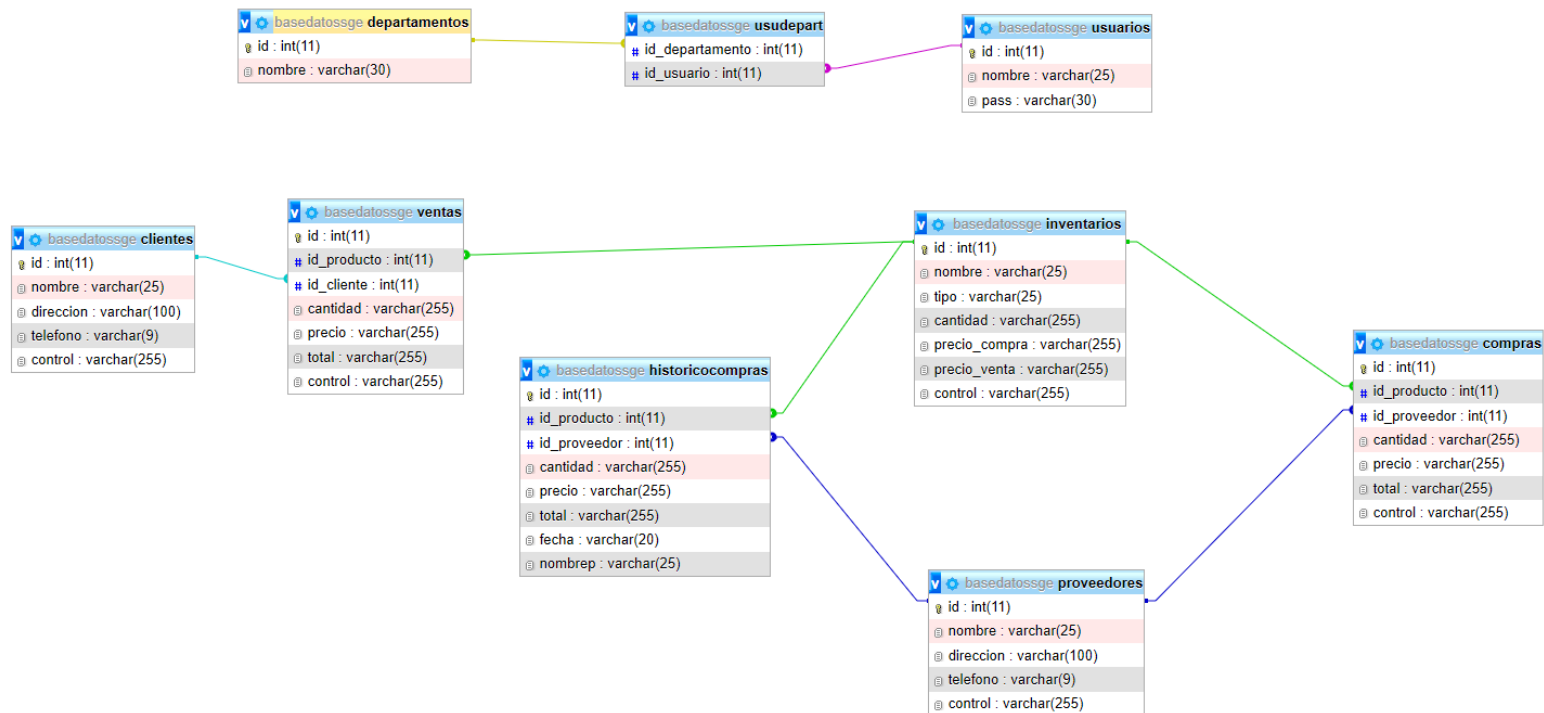 basedatossge departamentos
id : int(11)
nombre : varchar(30)
basedatossge usudepart
# id_departamento : int(11)
# id_usuario : int(11)
basedatossge usuarios
id : int(11)
nombre : varchar(25)
pass : varchar(30)
basedatossge clientes
id : int(11)
nombre : varchar(25)
direccion : varchar(100)
telefono : varchar(9)
control : varchar(255)
basedatossge ventas
id : int(11)
# id_producto : int(11)
# id_cliente : int(11)
cantidad : varchar(255)
precio : varchar(255)
total : varchar(255)
control : varchar(255)
basedatossge historicocompras
id : int(11)
# id_producto : int(11)
# id_proveedor : int(11)
cantidad : varchar(255)
precio : varchar(255)
total : varchar(255)
fecha : varchar(20)
nombrep : varchar(25)
basedatossge inventarios
id : int(11)
nombre : varchar(25)
tipo : varchar(25)
cantidad : varchar(255)
precio_compra : varchar(255)
precio_venta : varchar(255)
control : varchar(255)
basedatossge compras
id : int(11)
# id_producto : int(11)
# id_proveedor : int(11)
cantidad : varchar(255)
precio : varchar(255)
total : varchar(255)
control : varchar(255)
basedatossge proveedores
id : int(11)
nombre : varchar(25)
direccion : varchar(100)
telefono : varchar(9)
control : varchar(255)